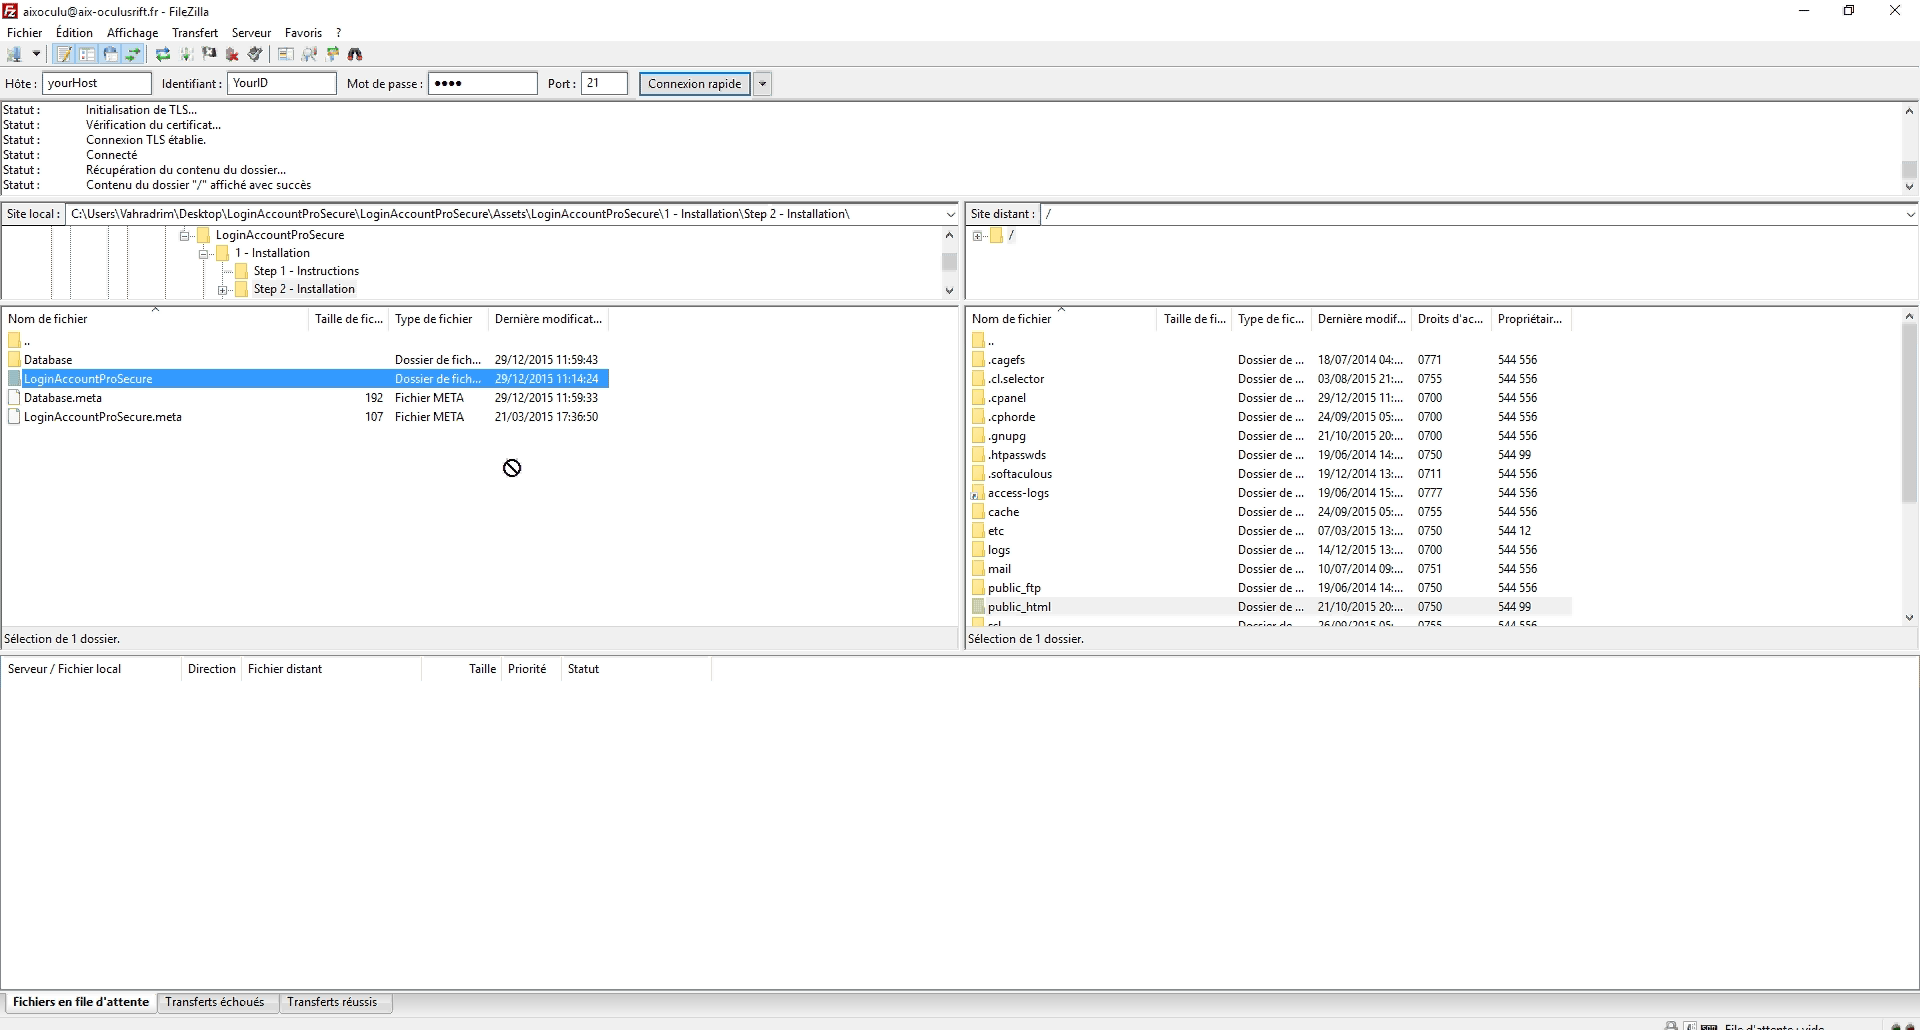 aixoculu@aix-oculusrift.fr - FileZilla
Fichier Édition Affichage Transfert Serveur Favoris ?
Hôte : yourHost Identifiant : YourID Mot de passe : ●●●● Port : 21 Connexion rapide
Statut : Initialisation de TLS...
Statut : Vérification du certificat...
Statut : Connexion TLS établie.
Statut : Connecté
Statut : Récupération du contenu du dossier...
Statut : Contenu du dossier "/" affiché avec succès
Site local : C:\Users\Vahradrim\Desktop\LoginAccountProSecure\LoginAccountProSecure\Assets\LoginAccountProSecure\1 - Installation\Step 2 - Installation\
LoginAccountProSecure
1 - Installation
Step 1 - Instructions
Step 2 - Installation
Nom de fichier Taille de fic... Type de fichier Dernière modificat...
..
Database Dossier de fich... 29/12/2015 11:59:43
LoginAccountProSecure Dossier de fich... 29/12/2015 11:14:24
Database.meta 192 Fichier META 29/12/2015 11:59:33
LoginAccountProSecure.meta 107 Fichier META 21/03/2015 17:36:50
Sélection de 1 dossier.
Site distant : /
/
Nom de fichier Taille de fi... Type de fic... Dernière modif... Droits d'ac... Propriétair...
..
.cagefs Dossier de ... 18/07/2014 04:... 0771 544 556
.cl.selector Dossier de ... 03/08/2015 21:... 0755 544 556
.cpanel Dossier de ... 29/12/2015 11:... 0700 544 556
.cphorde Dossier de ... 24/09/2015 05:... 0700 544 556
.gnupg Dossier de ... 21/10/2015 20:... 0700 544 556
.htpasswds Dossier de ... 19/06/2014 14:... 0750 544 99
.softaculous Dossier de ... 19/12/2014 13:... 0711 544 556
access-logs Dossier de ... 19/06/2014 15:... 0777 544 556
cache Dossier de ... 24/09/2015 05:... 0755 544 556
etc Dossier de ... 07/03/2015 13:... 0750 544 12
logs Dossier de ... 14/12/2015 13:... 0700 544 556
mail Dossier de ... 10/07/2014 09:... 0751 544 556
public_ftp Dossier de ... 19/06/2014 14:... 0750 544 556
public_html Dossier de ... 21/10/2015 20:... 0750 544 99
ssl Dossier de ... 26/09/2015 05:... 0755 544 556
Sélection de 1 dossier.
Serveur / Fichier local Direction Fichier distant Taille Priorité Statut
Fichiers en file d'attente Transferts échoués Transferts réussis
File d'attente : vide